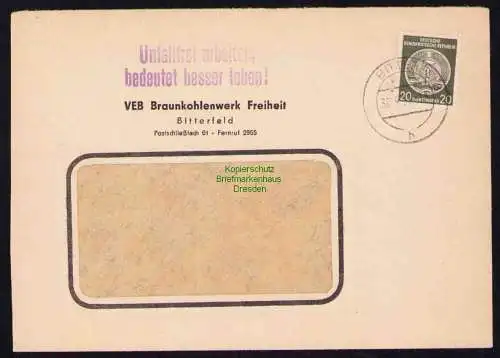 Unfallfrei arbeiten,
bedeutet besser leben!
VEB Braunkohlenwerk Freiheit
Bitterfeld
Postschließfach 61 - Fernruf 2955
DEUTSCHE
DEMOKRATISCHE REPUBLIK
20 20
b
Kopierschutz
Briefmarkenhaus
Dresden